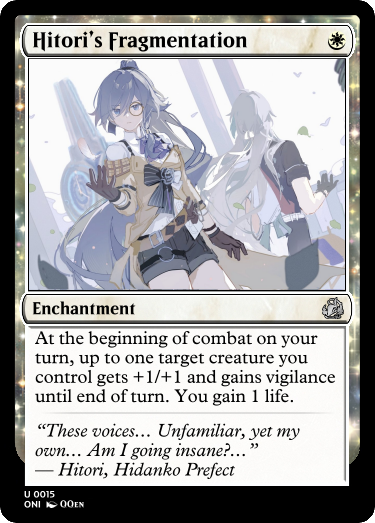 Hitori's Fragmentation
Enchantment
At the beginning of combat on your
turn, up to one target creature you
control gets +1/+1 and gains vigilance
until end of turn. You gain 1 life.
“These voices... Unfamiliar, yet my
own... Am I going insane?...”
— Hitori, Hidanko Prefect
U 0015
ONI OOEN